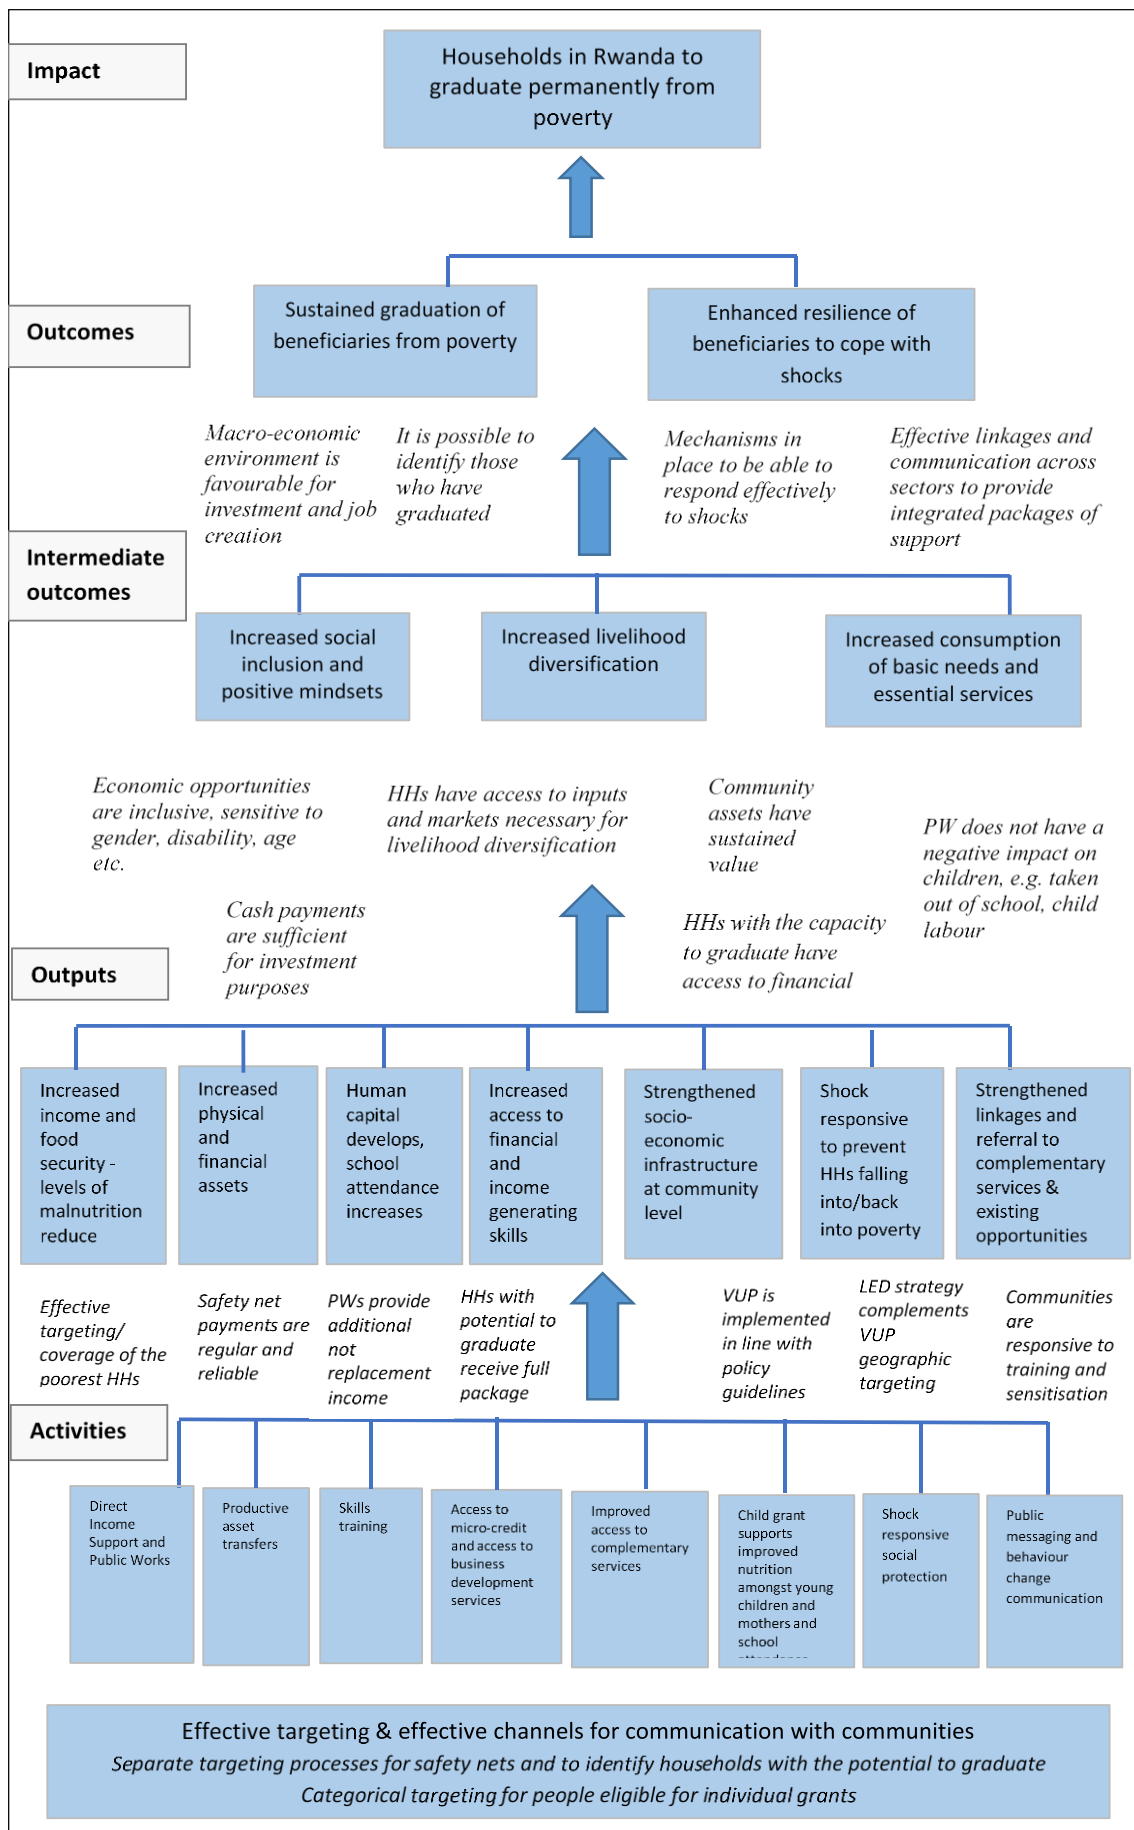 Impact
Households in Rwanda to
graduate permanently from
poverty
Outcomes
Sustained graduation of
beneficiaries from poverty
Enhanced resilience of
beneficiaries to cope with
shocks
Macro-economic
environment is
favourable for
investment and job
creation
It is possible to
identify those
who have
graduated
Mechanisms in
place to be able to
respond effectively
to shocks
Effective linkages and
communication across
sectors to provide
integrated packages of
support
Intermediate
outcomes
Increased social
inclusion and
positive mindsets
Increased livelihood
diversification
Increased consumption
of basic needs and
essential services
Economic opportunities
are inclusive, sensitive to
gender, disability, age
etc.
HHs have access to inputs
and markets necessary for
livelihood diversification
Community
assets have
sustained
value
PW does not have a
negative impact on
children, e.g. taken
out of school, child
labour
Cash payments
are sufficient
for investment
purposes
HHs with the capacity
to graduate have
access to financial
Outputs
Increased
income and
food
security -
levels of
malnutrition
reduce
Increased
physical
and
financial
assets
Human
capital
develops,
school
attendance
increases
Increased
access to
financial
and
income
generating
skills
Strengthened
socio-
economic
infrastructure
at community
level
Shock
responsive
to prevent
HHs falling
into/back
into poverty
Strengthened
linkages and
referral to
complementary
services &
existing
opportunities
Effective
targeting/
coverage of the
poorest HHs
Safety net
payments are
regular and
reliable
PWs provide
additional
not
replacement
income
HHs with
potential to
graduate
receive full
package
VUP is
implemented
in line with
policy
guidelines
LED strategy
complements
VUP
geographic
targeting
Communities
are
responsive to
training and
sensitisation
Activities
Direct
Income
Support and
Public Works
Productive
asset
transfers
Skills
training
Access to
micro-credit
and access to
business
development
services
Improved
access to
complementary
services
Child grant
supports
improved
nutrition
amongst young
children and
mothers and
school
Shock
responsive
social
protection
Public
messaging and
behaviour
change
communication
Effective targeting & effective channels for communication with communities
Separate targeting processes for safety nets and to identify households with the potential to graduate
Categorical targeting for people eligible for individual grants